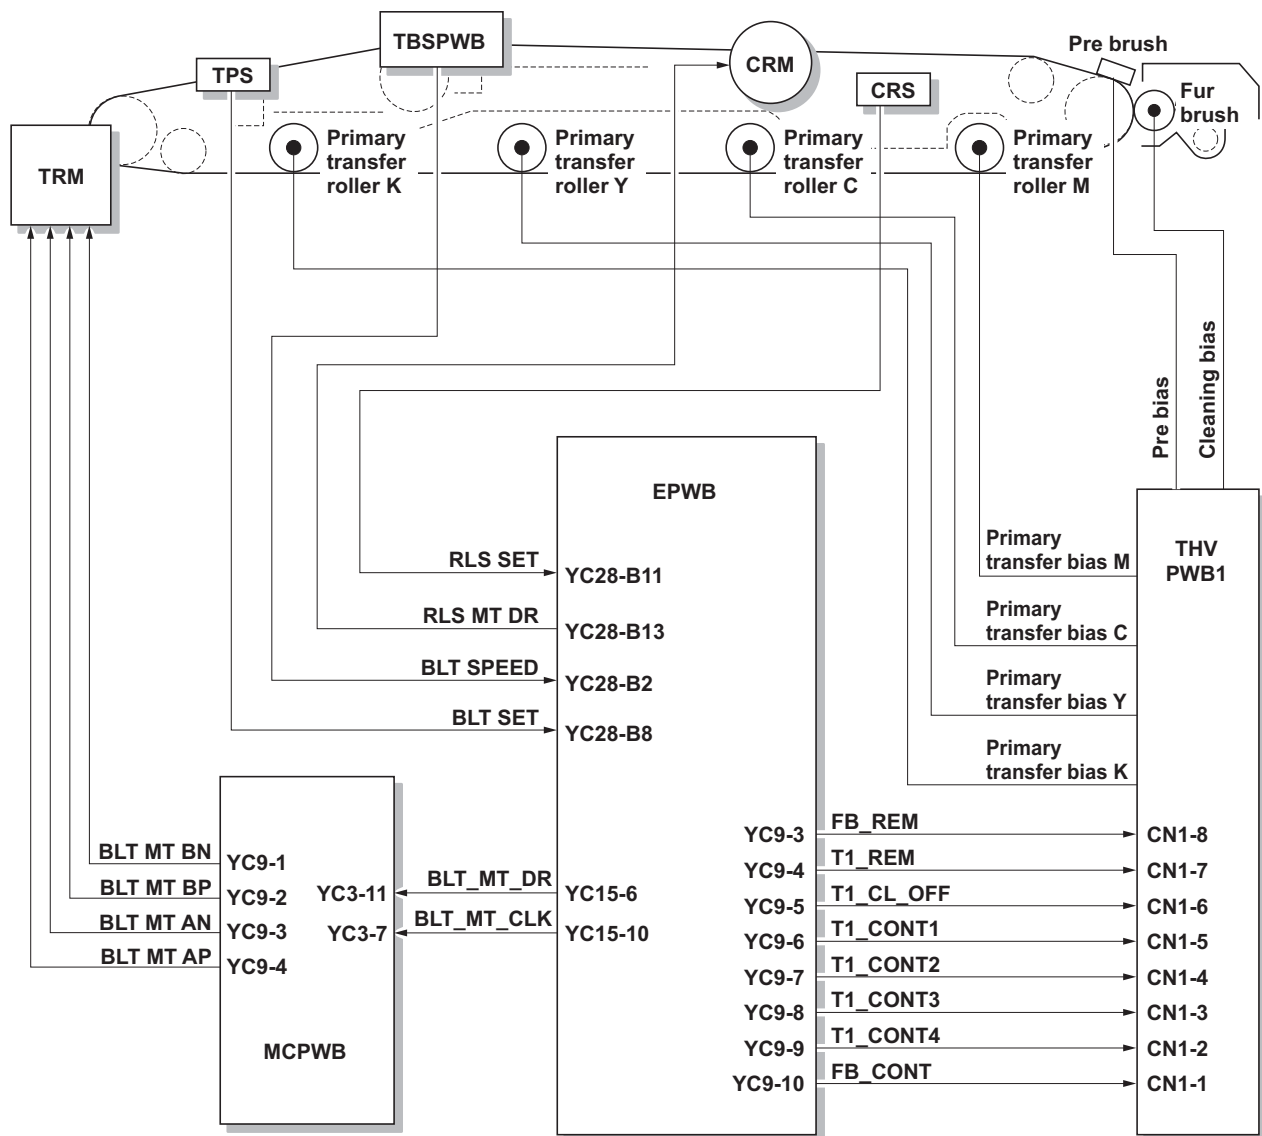 TBSPWB
Pre brush
TPS
CRM
CRS
Fur
brush
TRM
Primary
transfer
roller K
Primary
transfer
roller Y
Primary
transfer
roller C
Primary
transfer
roller M
Pre bias
Cleaning bias
EPWB
THV
PWB1
Primary
transfer bias M
Primary
transfer bias C
Primary
transfer bias Y
Primary
transfer bias K
RLS SET
YC28-B11
RLS MT DR
YC28-B13
BLT SPEED
YC28-B2
BLT SET
YC28-B8
BLT MT BN
YC9-1
BLT MT BP
YC9-2
BLT MT AN
YC9-3
BLT MT AP
YC9-4
YC3-11
BLT_MT_DR
YC15-6
YC3-7
BLT_MT_CLK
YC15-10
MCPWB
YC9-3
FB_REM
CN1-8
YC9-4
T1_REM
CN1-7
YC9-5
T1_CL_OFF
CN1-6
YC9-6
T1_CONT1
CN1-5
YC9-7
T1_CONT2
CN1-4
YC9-8
T1_CONT3
CN1-3
YC9-9
T1_CONT4
CN1-2
YC9-10
FB_CONT
CN1-1